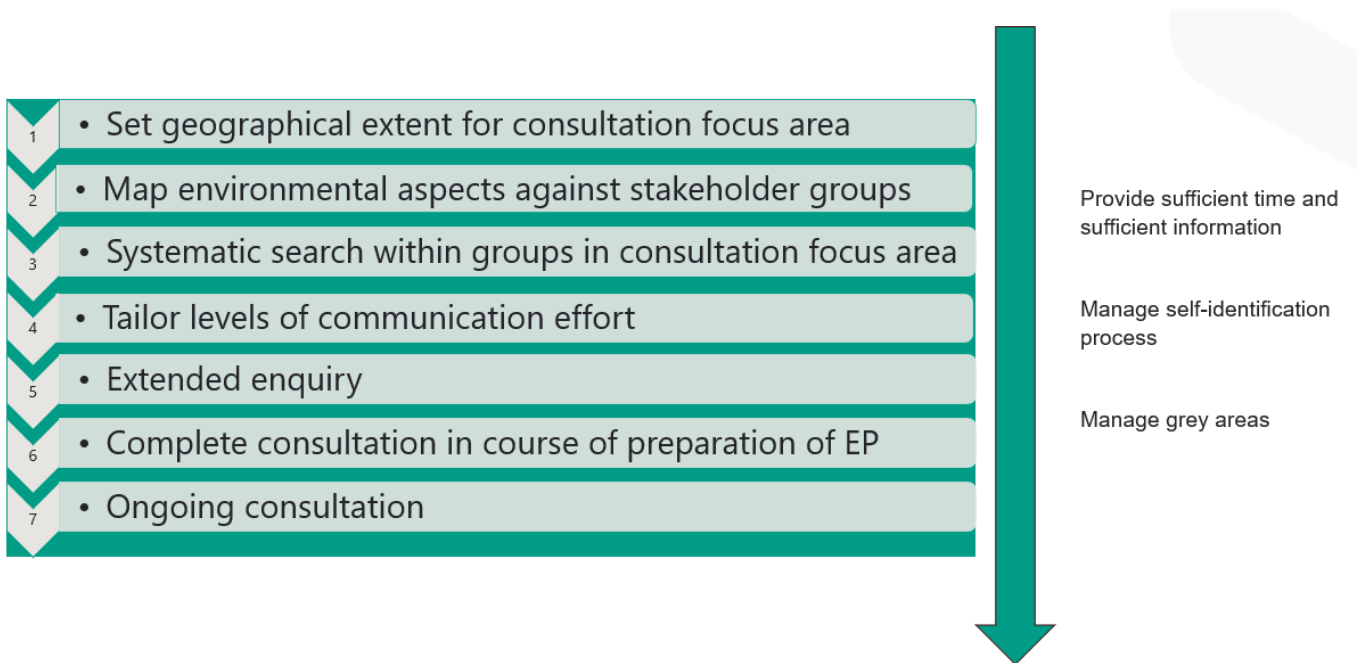 1
• Set geographical extent for consultation focus area
2
• Map environmental aspects against stakeholder groups
3
• Systematic search within groups in consultation focus area
4
• Tailor levels of communication effort
5
• Extended enquiry
6
• Complete consultation in course of preparation of EP
7
• Ongoing consultation
Provide sufficient time and
sufficient information
Manage self-identification
process
Manage grey areas